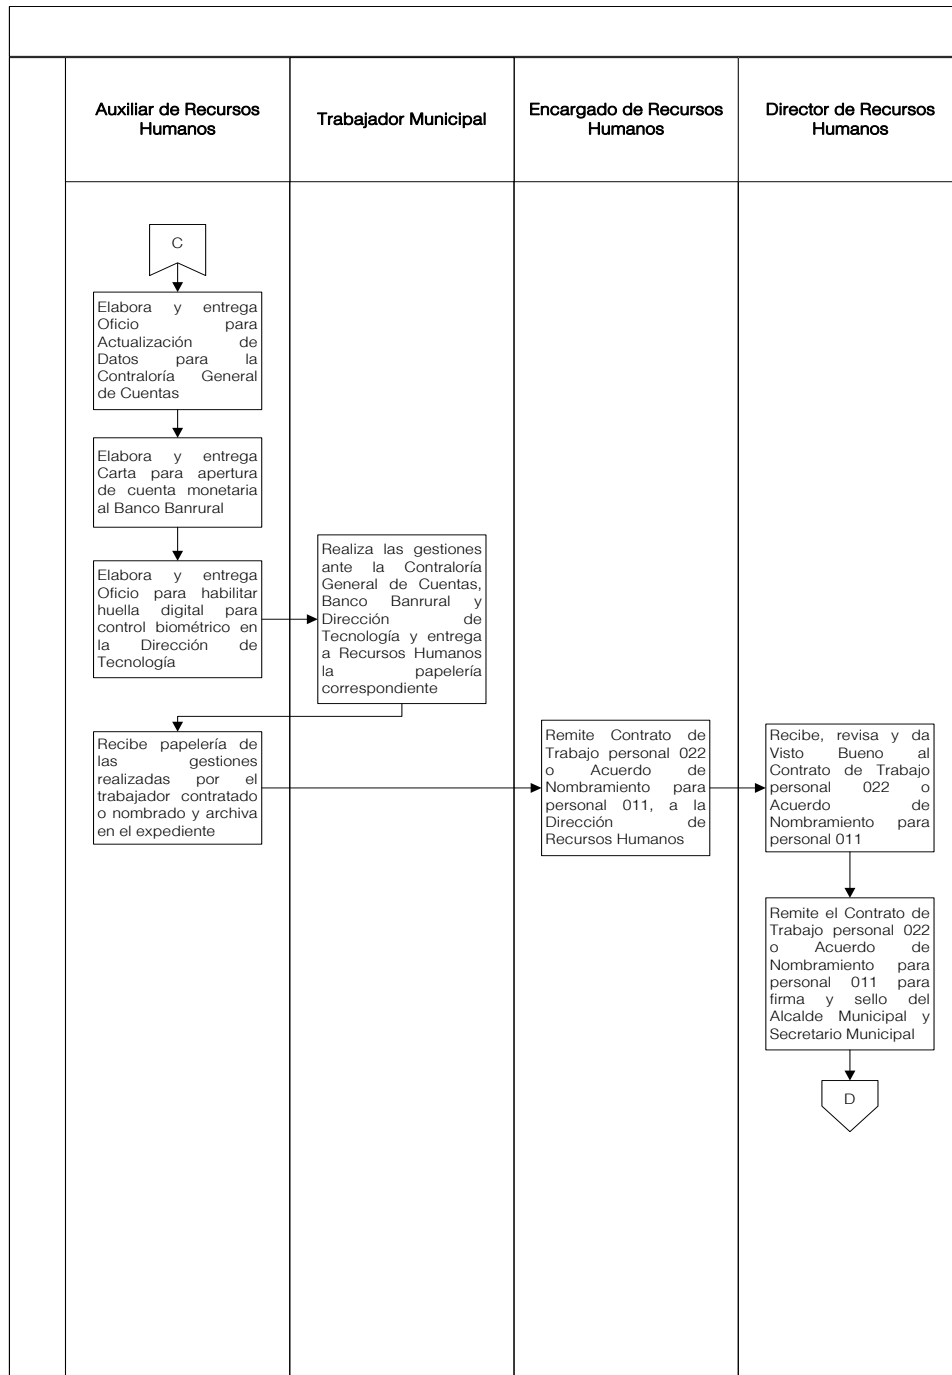 Auxiliar de Recursos
Humanos
Trabajador Municipal
Encargado de Recursos
Humanos
Director de Recursos
Humanos
C
Elabora y entrega
Oficio para
Actualización de
Datos para la
Contraloría General
de Cuentas
Elabora y entrega
Carta para apertura
de cuenta monetaria
al Banco Banrural
Elabora y entrega
Oficio para habilitar
huella digital para
control biométrico en
la Dirección de
Tecnología
Realiza las gestiones
ante la Contraloría
General de Cuentas,
Banco Banrural y
Dirección de
Tecnología y entrega
a Recursos Humanos
la papelería
correspondiente
Recibe papelería de
las gestiones
realizadas por el
trabajador contratado
o nombrado y archiva
en el expediente
Remite Contrato de
Trabajo personal 022
o Acuerdo de
Nombramiento para
personal 011, a la
Dirección de
Recursos Humanos
Recibe, revisa y da
Visto Bueno al
Contrato de Trabajo
personal 022 o
Acuerdo de
Nombramiento para
personal 011
Remite el Contrato de
Trabajo personal 022
o Acuerdo de
Nombramiento para
personal 011 para
firma y sello del
Alcalde Municipal y
Secretario Municipal
D